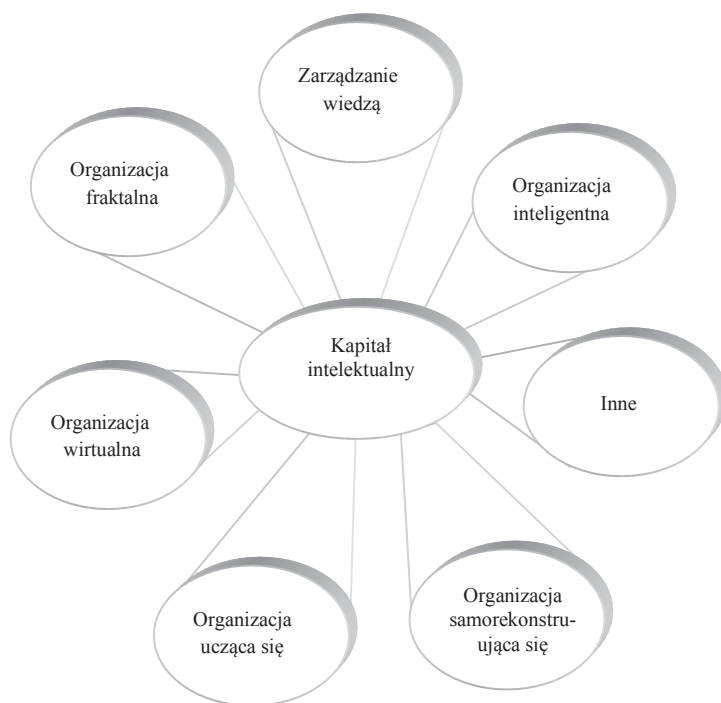 Zarządzanie
wiedzą
Organizacja
fraktalna
Organizacja
inteligentna
Kapitał
intelektualny
Inne
Organizacja
wirtualna
Organizacja
ucząca się
Organizacja
samorekonstru-
ująca się